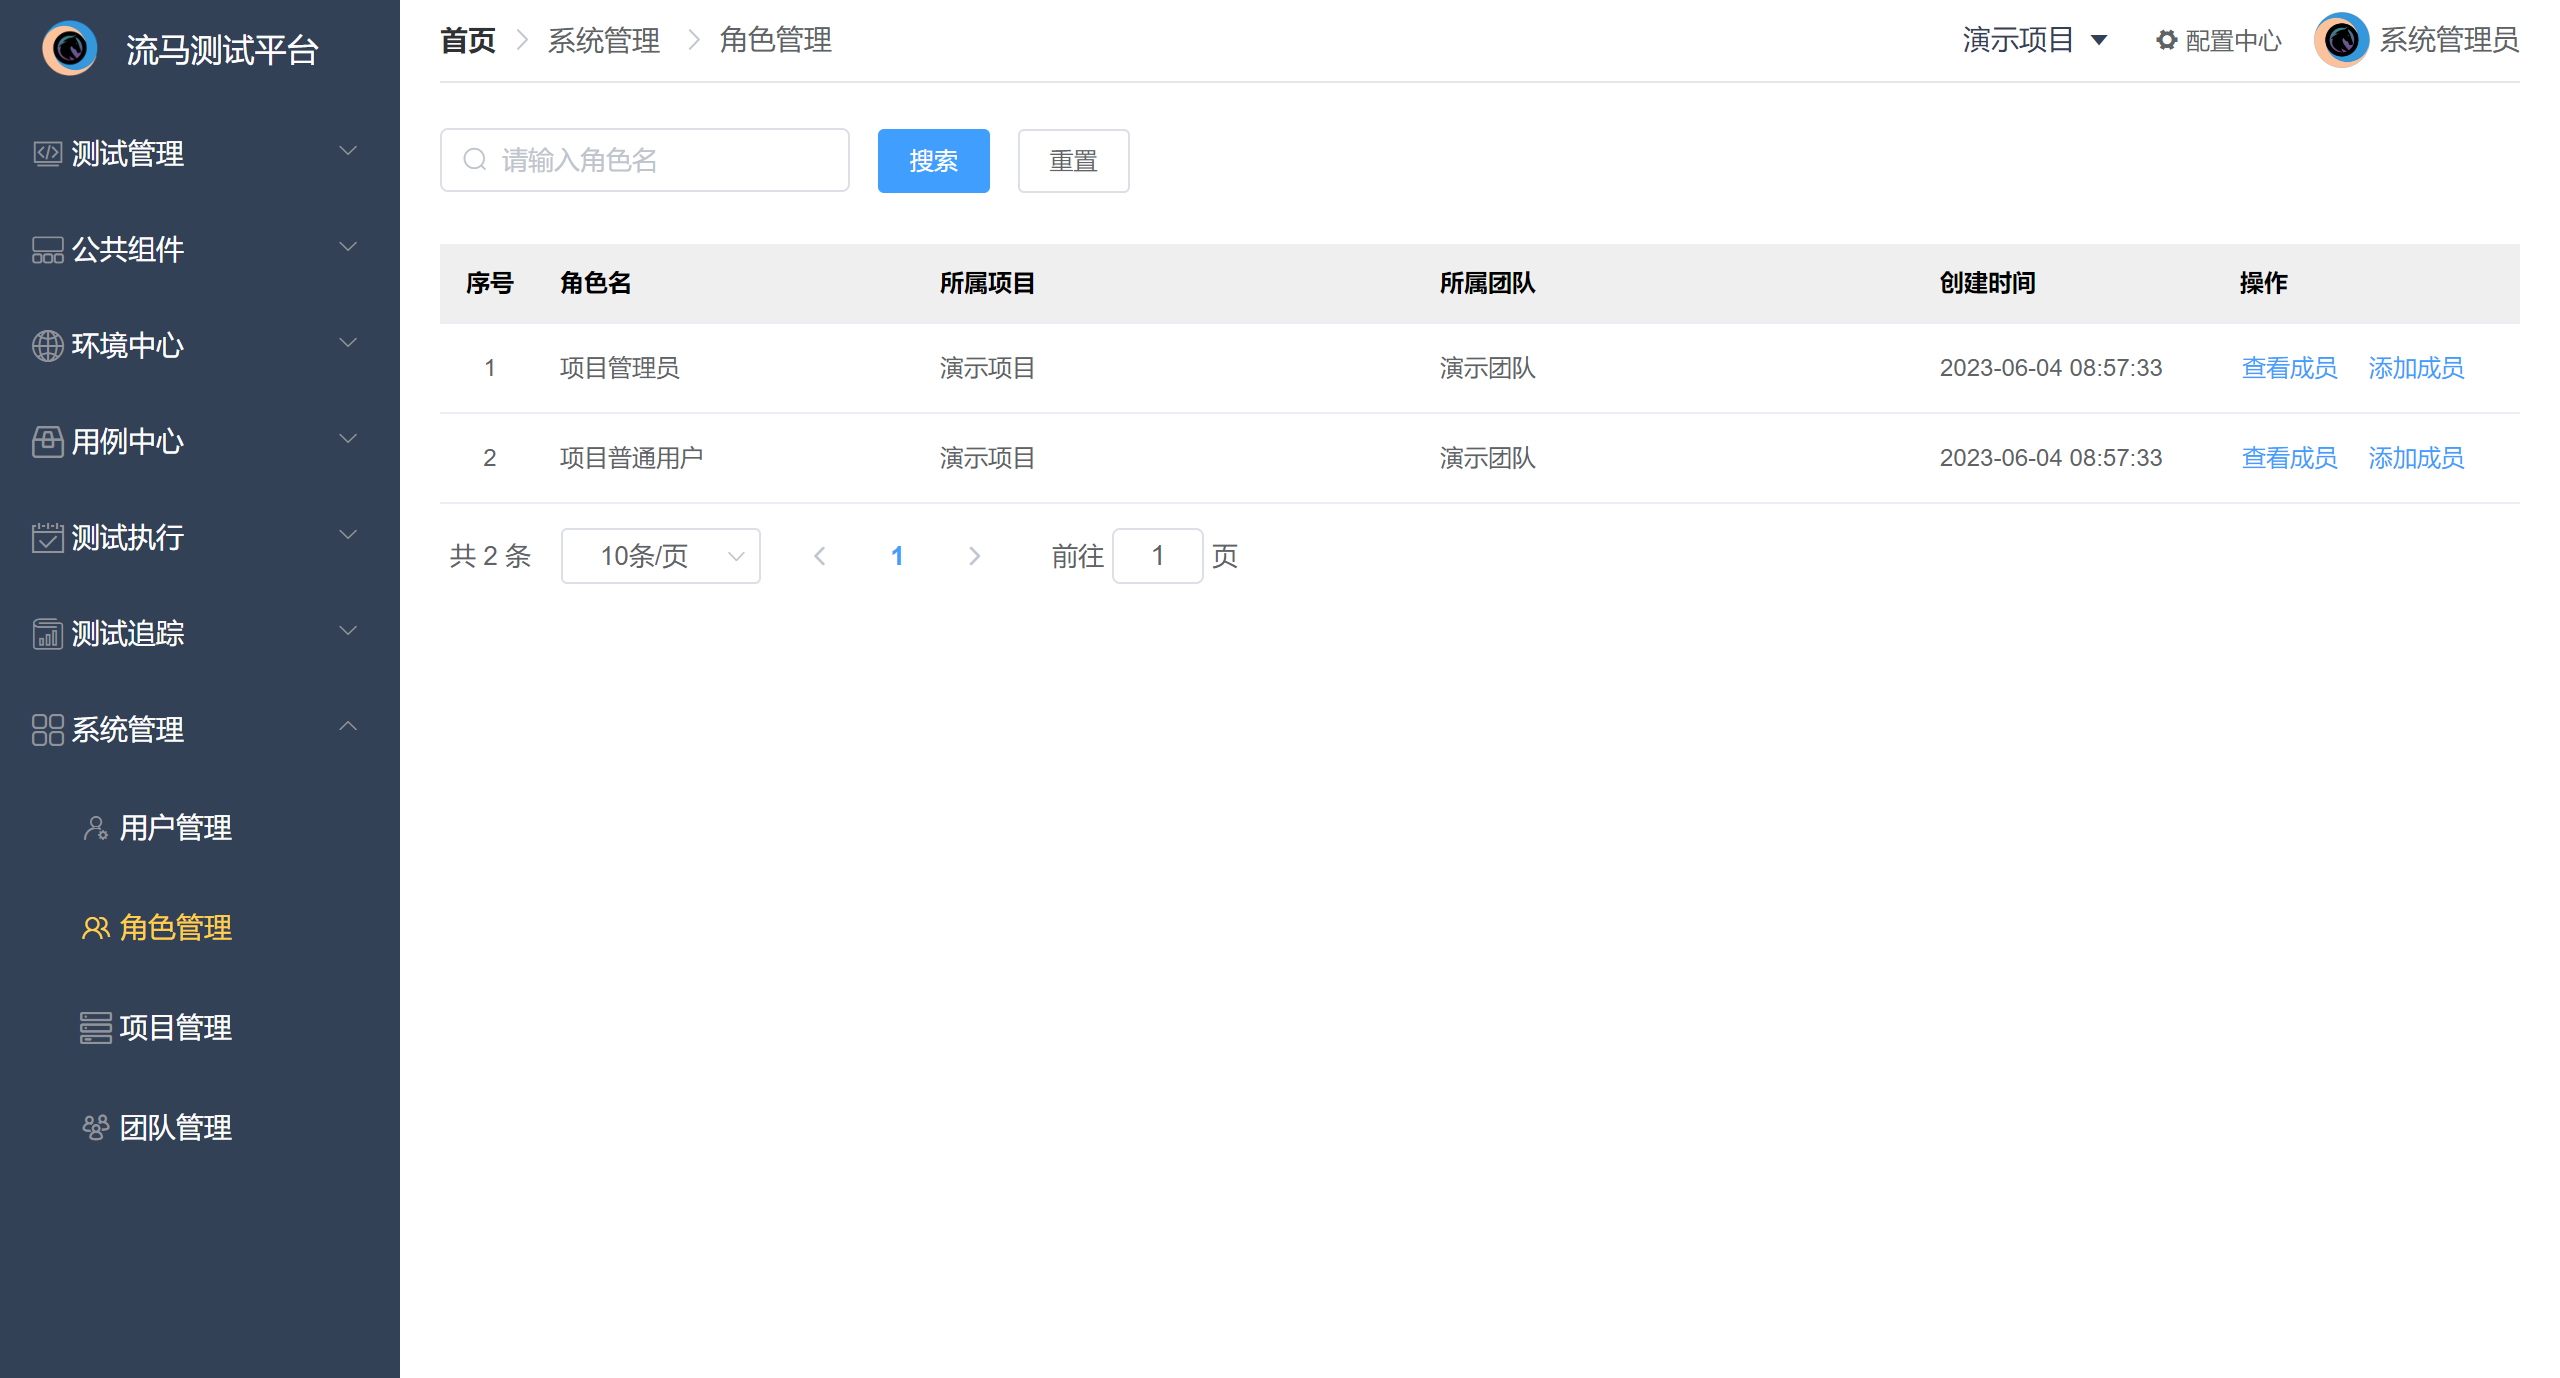 流马测试平台
测试管理
公共组件
环境中心
用例中心
测试执行
测试追踪
系统管理
用户管理
角色管理
项目管理
团队管理
首页 系统管理 角色管理 演示项目 配置中心 系统管理员
请输入角色名 搜索 重置
序号 角色名 所属项目 所属团队 创建时间 操作
1 项目管理员 演示项目 演示团队 2023-06-04 08:57:33 查看成员 添加成员
2 项目普通用户 演示项目 演示团队 2023-06-04 08:57:33 查看成员 添加成员
共 2 条 10条/页 1 前往 1 页